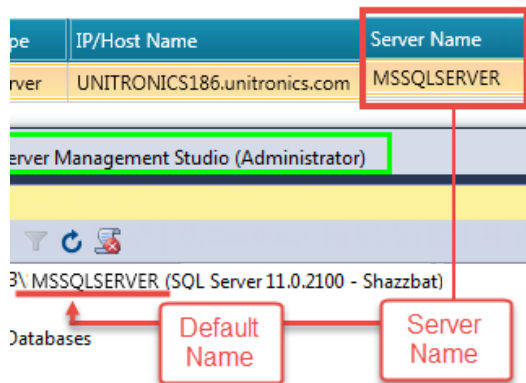 pe IP/Host Name Server Name
rver UNITRONICS186.unitronics.com MSSQLSERVER
erver Management Studio (Administrator)
3\MSSQLSERVER (SQL Server 11.0.2100 - Shazzbat)
Databases
Default
Name
Server
Name